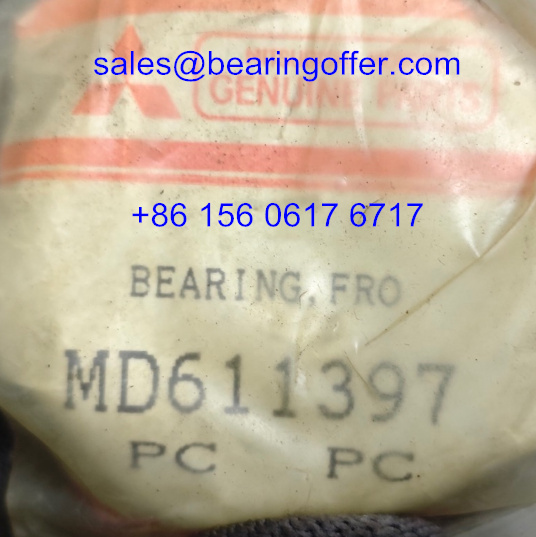 sales@bearingoffer.com
GENUINE PARTS
+86 156 0617 6717
BEARING,FRO
MD611397
PC PC